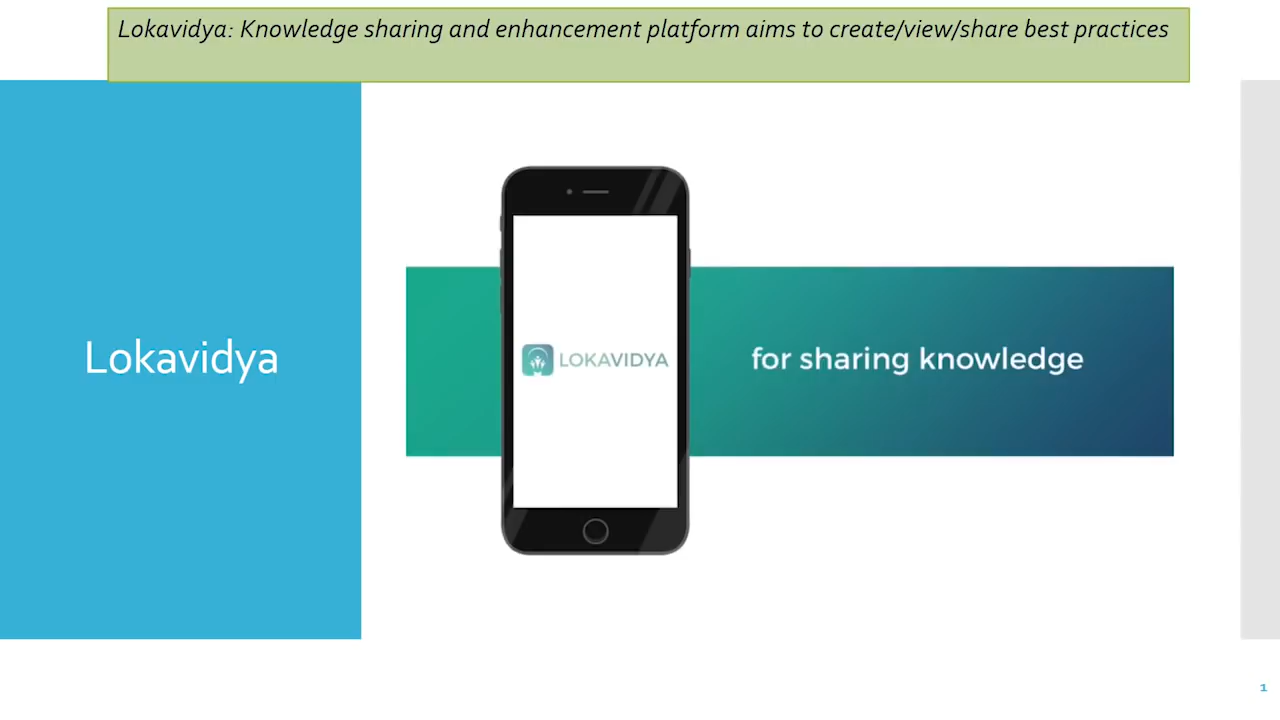 Lokavidya: Knowledge sharing and enhancement platform aims to create/view/share best practices
Lokavidya
LOKAVIDYA
for sharing knowledge
1